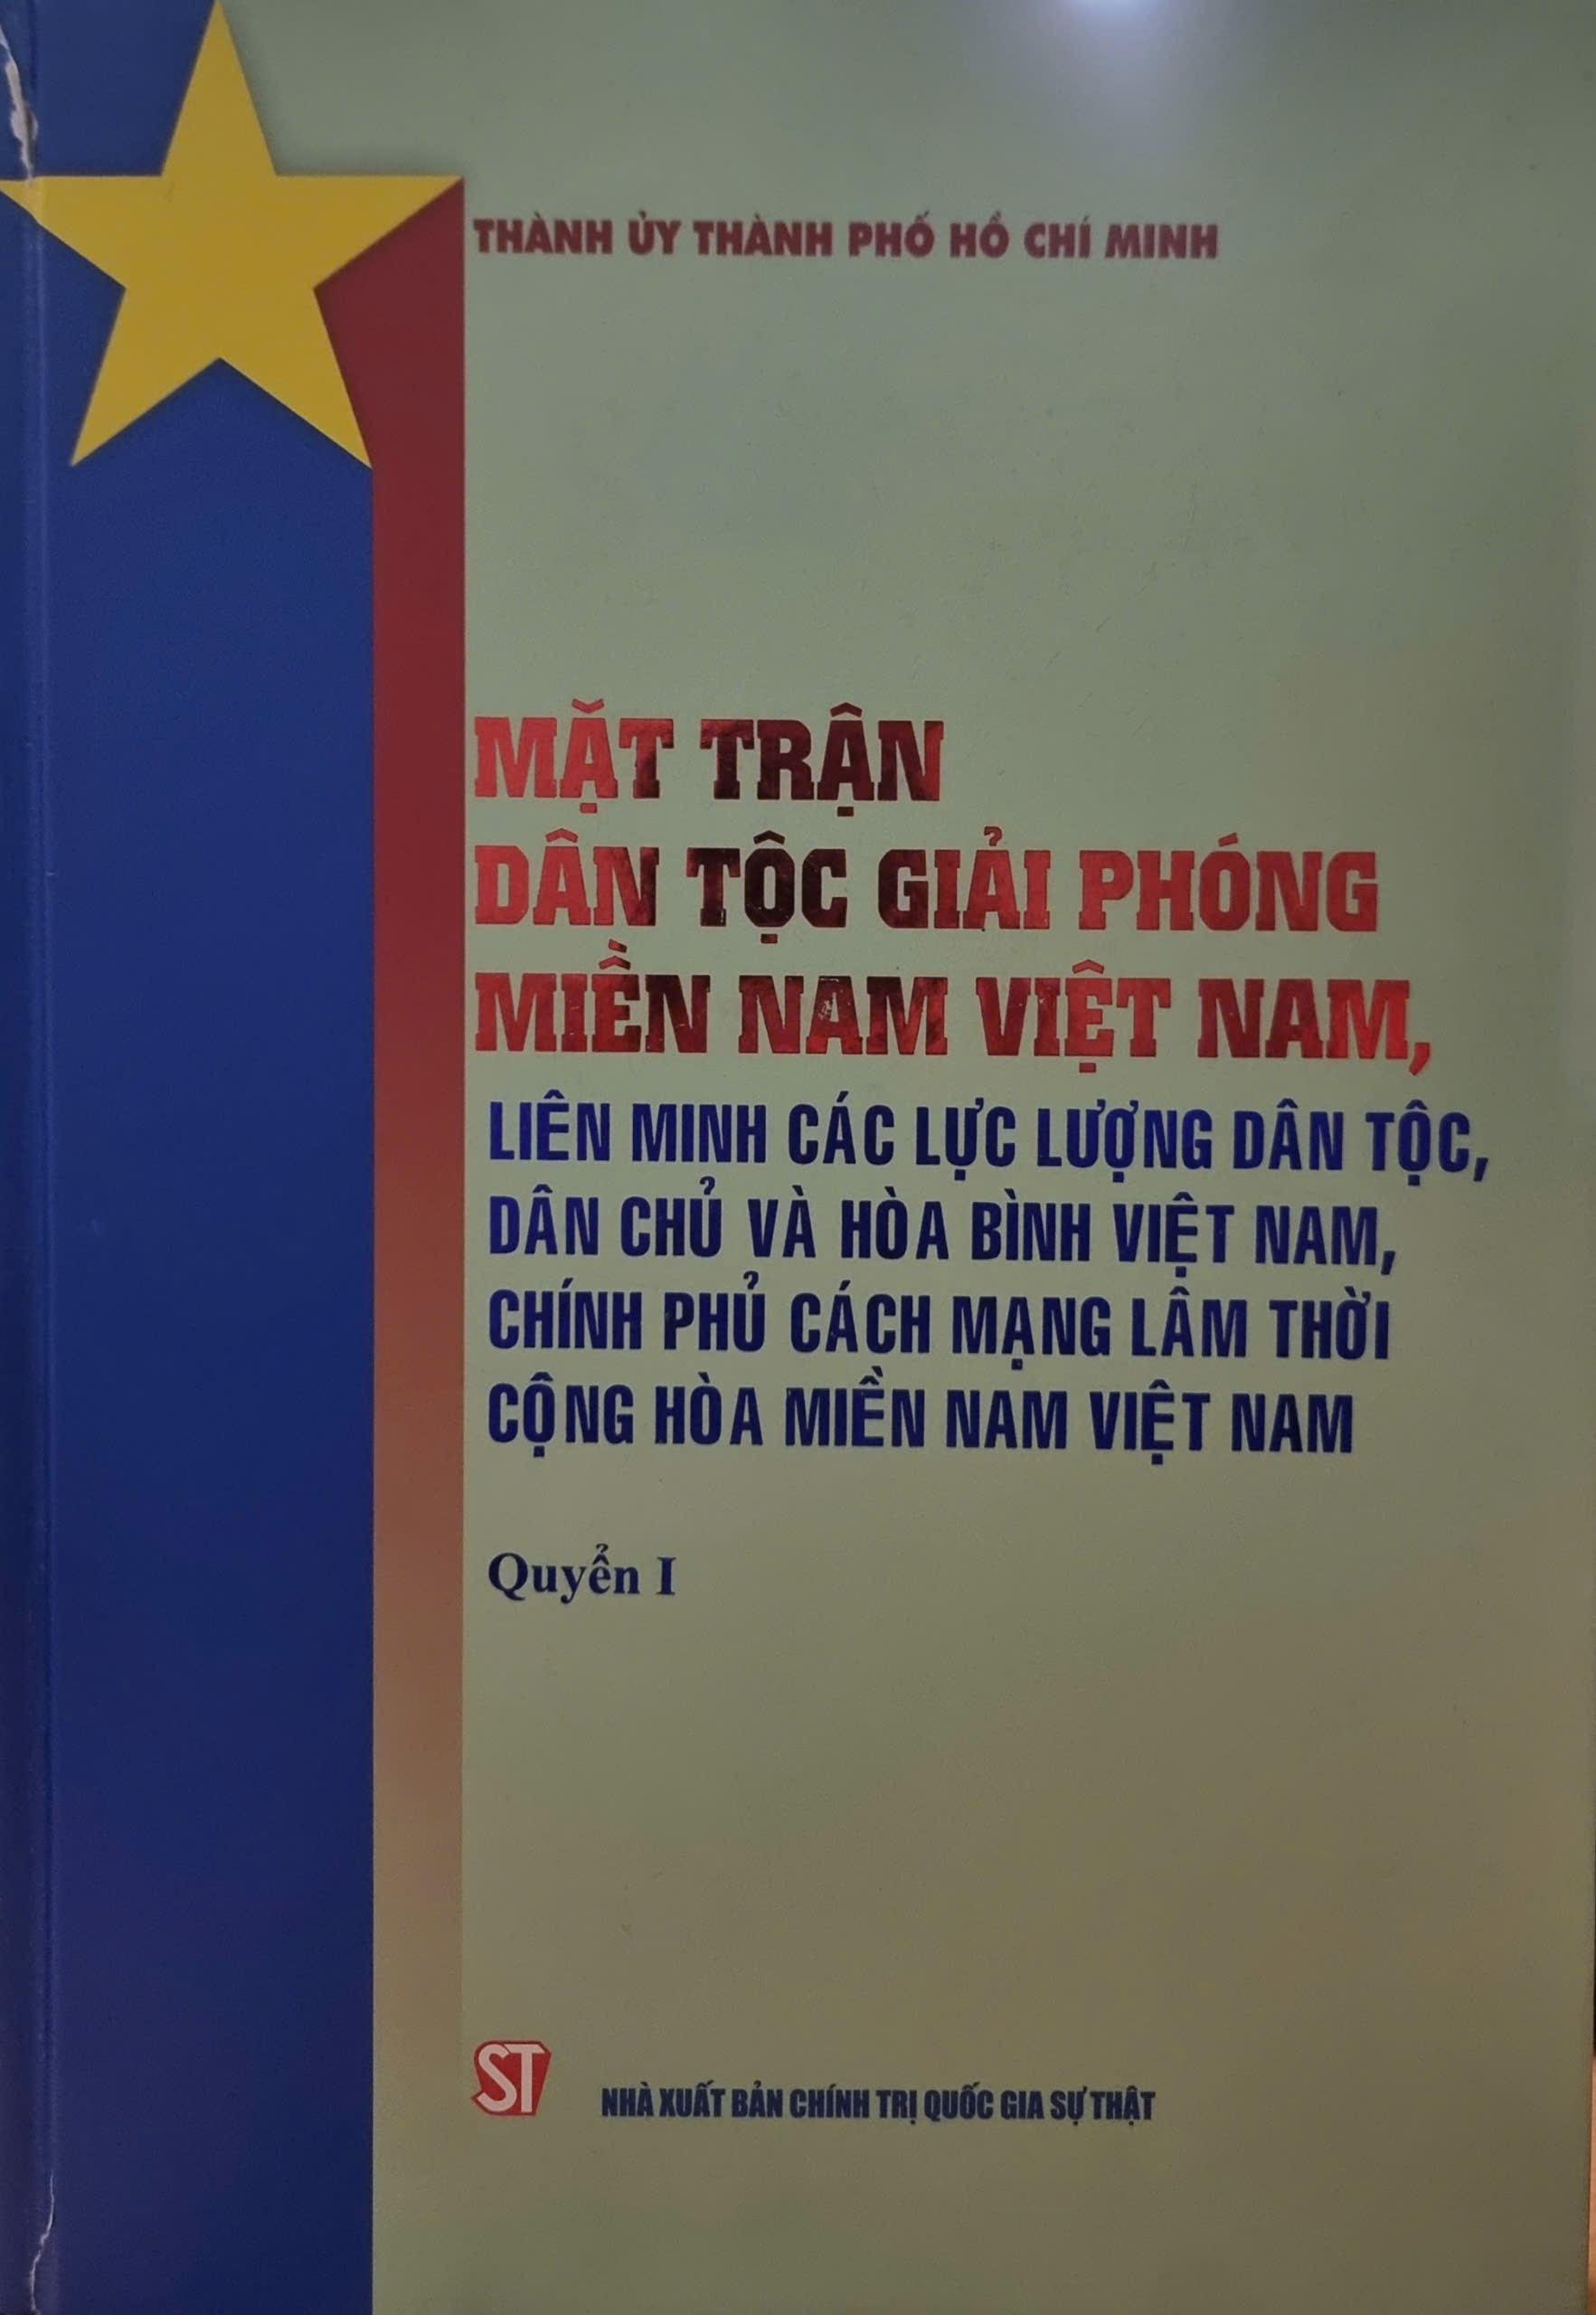 THÀNH ỦY THÀNH PHỐ HỒ CHÍ MINH
MẶT TRẬN
DÂN TỘC GIẢI PHÓNG
MIỀN NAM VIỆT NAM,
LIÊN MINH CÁC LỰC LƯỢNG DÂN TỘC,
DÂN CHỦ VÀ HÒA BÌNH VIỆT NAM,
CHÍNH PHỦ CÁCH MẠNG LÂM THỜI
CỘNG HÒA MIỀN NAM VIỆT NAM
Quyển I
ST
NHÀ XUẤT BẢN CHÍNH TRỊ QUỐC GIA SỰ THẬT